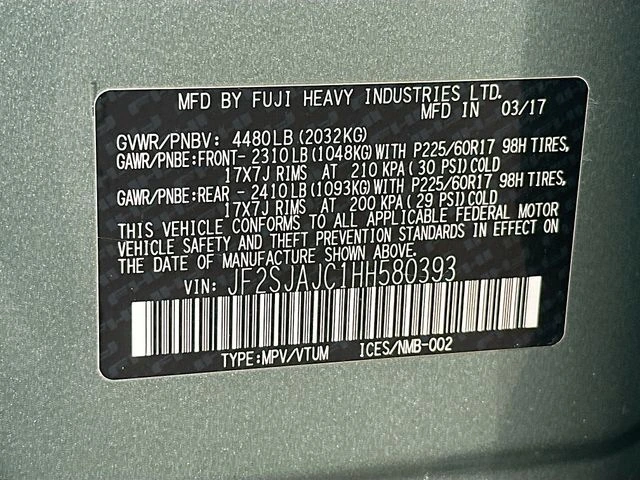 MFD BY FUJI HEAVY INDUSTRIES LTD.
MFD IN 03/17
GVWR/PNBV: 4480LB(2032KG)
GAWR/PNBE:FRONT- 2310LB(1048KG)WITH P225/60R17 98H TIRES,
17X7J RIMS AT 210 KPA(30 PSI)COLD
GAWR/PNBE:REAR - 2410LB(1093KG)WITH P225/60R17 98H TIRES,
17X7J RIMS AT 200 KPA(29 PSI)COLD
THIS VEHICLE CONFORMS TO ALL APPLICABLE FEDERAL MOTOR
VEHICLE SAFETY AND THEFT PREVENTION STANDARDS IN EFFECT ON
THE DATE OF MANUFACTURE SHOWN ABOVE.
VIN: JF2SJAJC1HH580393
TYPE:MPV/VTUM ICES/NMB-002